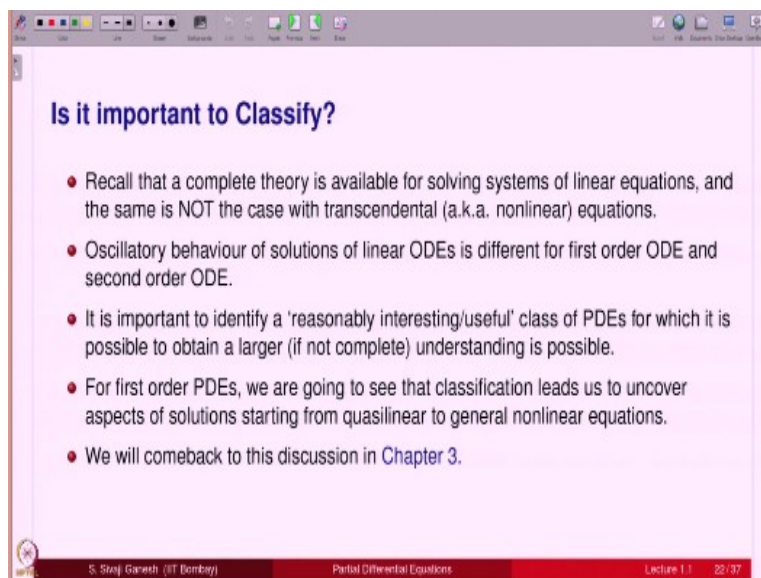 Is it important to Classify?
Recall that a complete theory is available for solving systems of linear equations, and
the same is NOT the case with transcendental (a.k.a. nonlinear) equations.
Oscillatory behaviour of solutions of linear ODEs is different for first order ODE and
second order ODE.
It is important to identify a 'reasonably interesting/useful' class of PDEs for which it is
possible to obtain a larger (if not complete) understanding is possible.
For first order PDEs, we are going to see that classification leads us to uncover
aspects of solutions starting from quasilinear to general nonlinear equations.
We will comeback to this discussion in Chapter 3.
S. Sivaji Ganesh (IIT Bombay) Partial Differential Equations Lecture 1.1 22/37